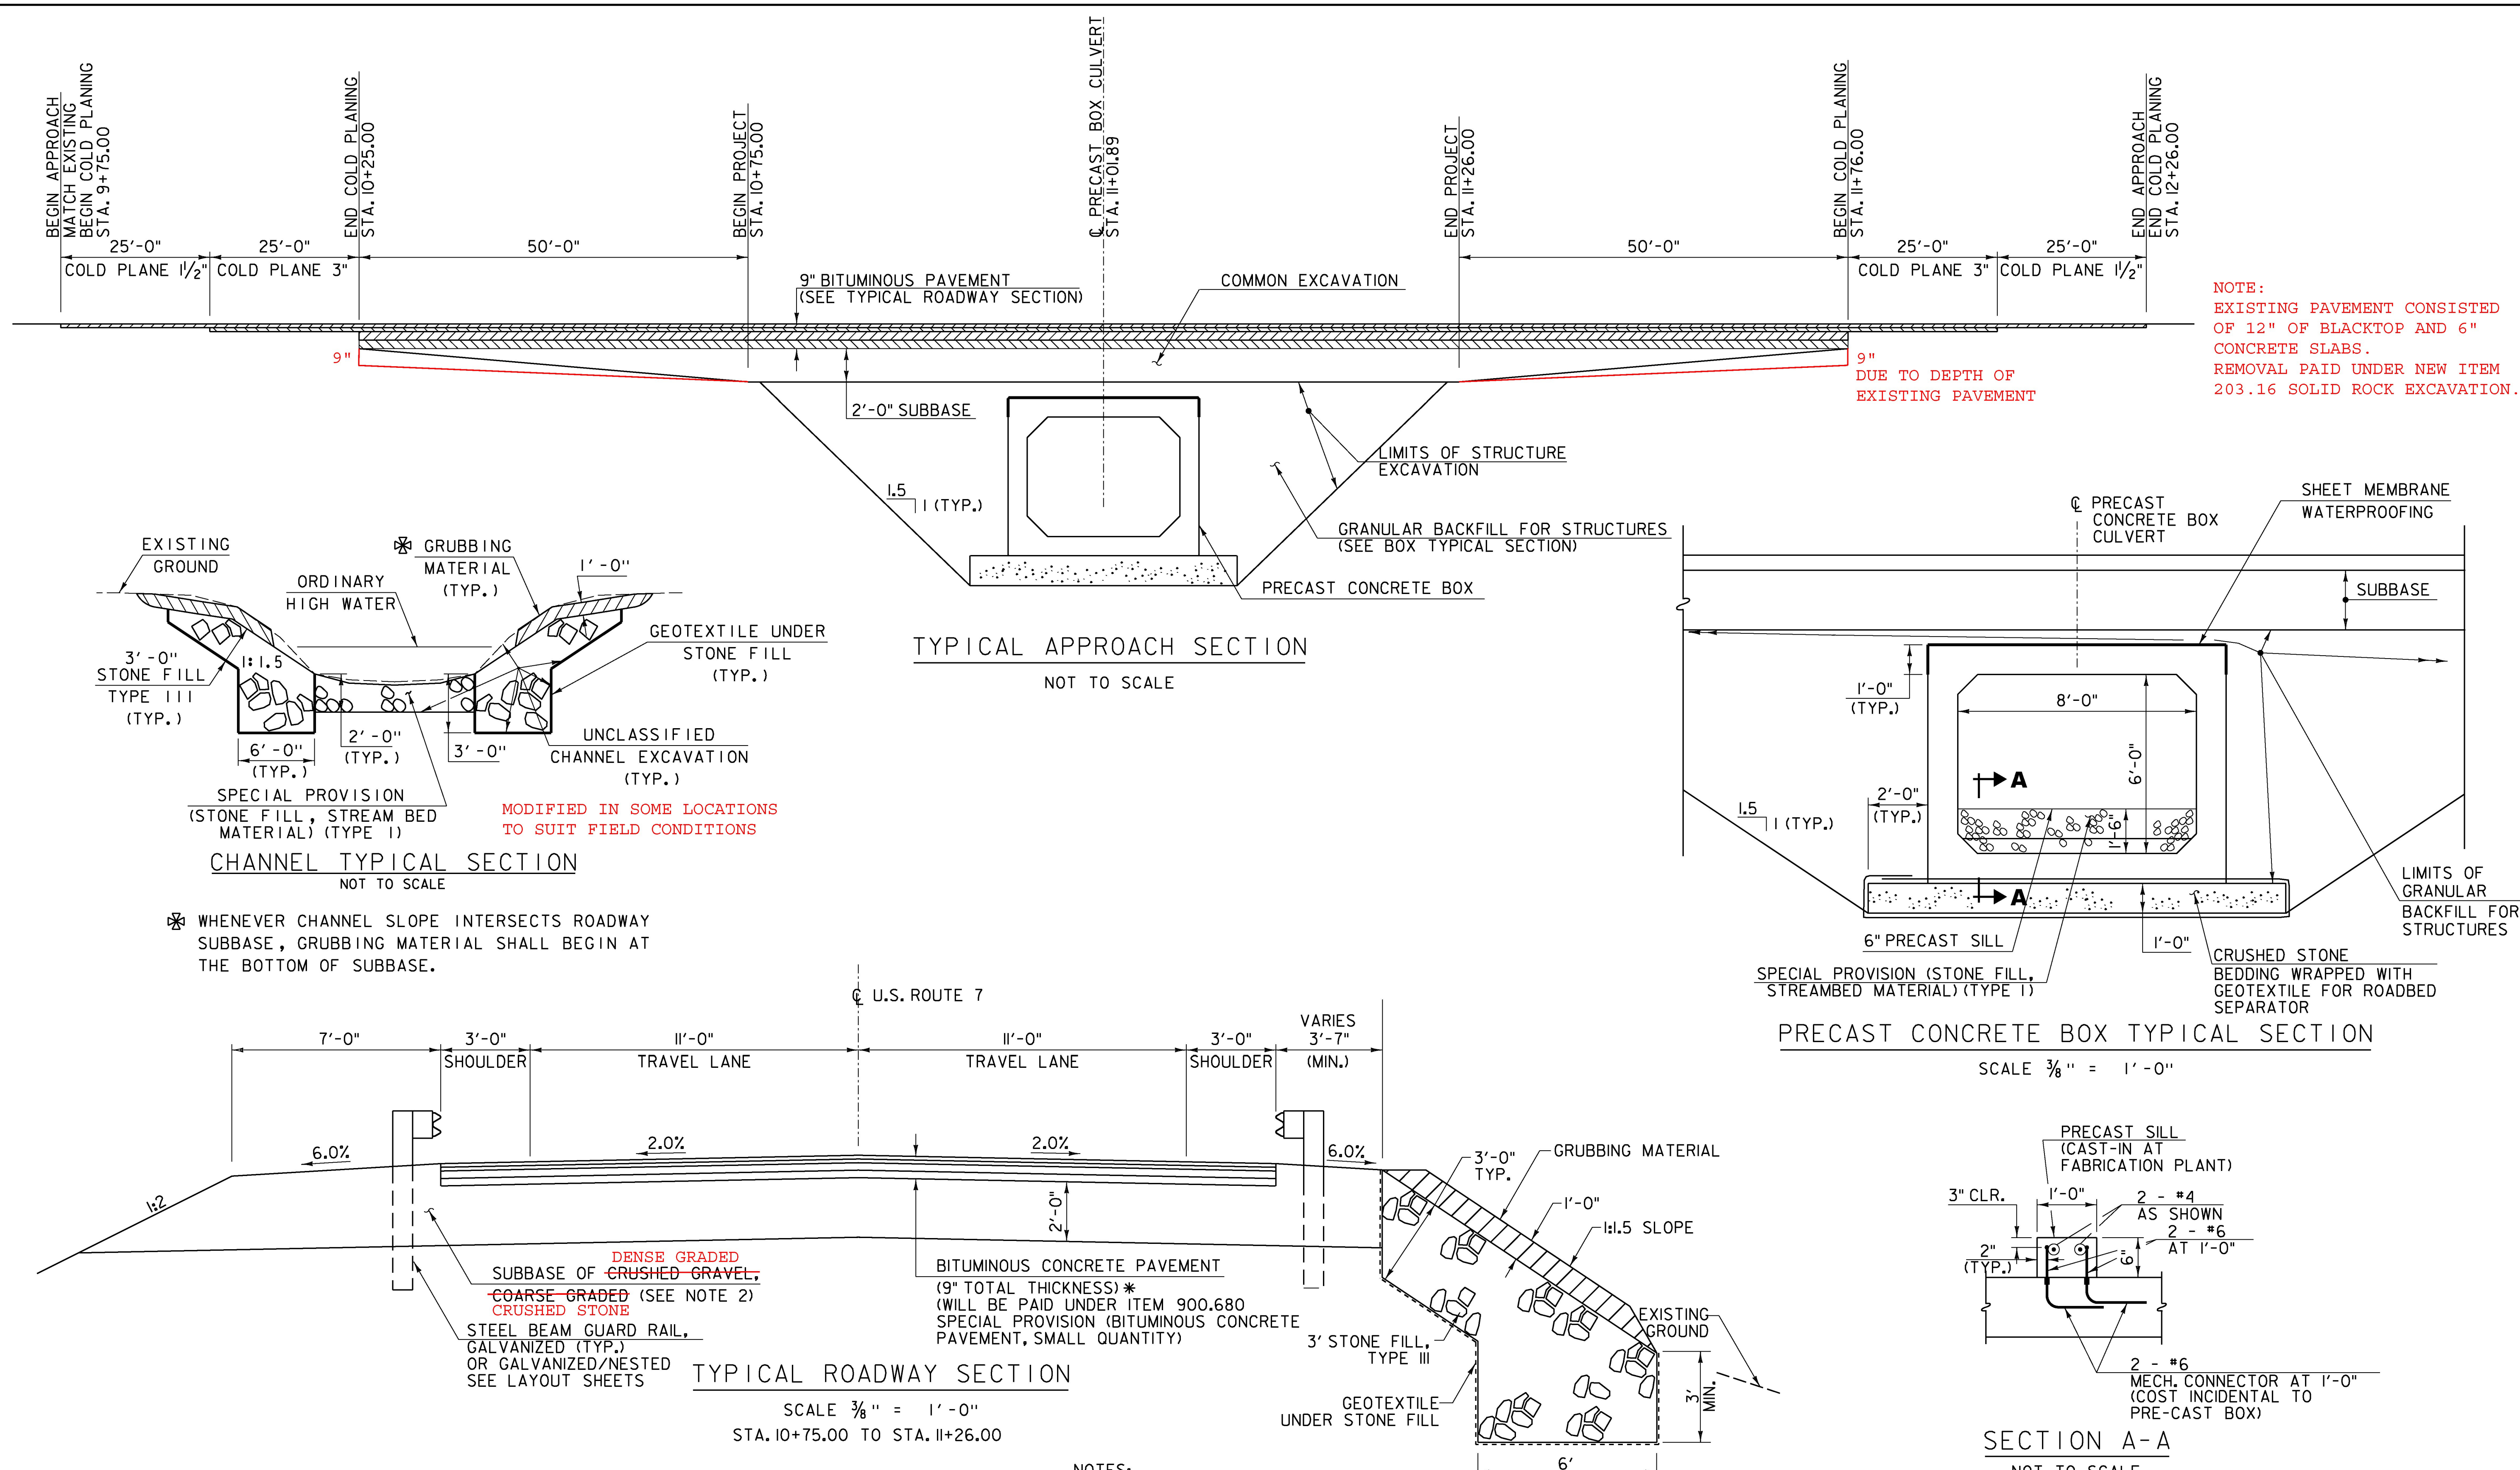 BEGIN APPROACH
MATCH EXISTING
BEGIN COLD PLANING
STA. 9+75.00
END COLD PLANING
STA. 10+25.00
BEGIN PROJECT
STA. 10+75.00
℄ PRECAST BOX CULVERT
STA. 11+01.89
END PROJECT
STA. 11+26.00
BEGIN COLD PLANING
STA. 11+76.00
END APPROACH
END COLD PLANING
STA. 12+26.00
25'-0"
COLD PLANE 1½"
25'-0"
COLD PLANE 3"
50'-0"
50'-0"
25'-0"
COLD PLANE 3"
25'-0"
COLD PLANE 1½"
9" BITUMINOUS PAVEMENT
(SEE TYPICAL ROADWAY SECTION)
COMMON EXCAVATION
NOTE:
EXISTING PAVEMENT CONSISTED
OF 12" OF BLACKTOP AND 6"
CONCRETE SLABS.
REMOVAL PAID UNDER NEW ITEM
203.16 SOLID ROCK EXCAVATION.
9"
9"
DUE TO DEPTH OF
EXISTING PAVEMENT
2'-0" SUBBASE
LIMITS OF STRUCTURE
EXCAVATION
1.5
1 (TYP.)
GRANULAR BACKFILL FOR STRUCTURES
(SEE BOX TYPICAL SECTION)
PRECAST CONCRETE BOX
TYPICAL APPROACH SECTION
NOT TO SCALE
EXISTING
GROUND
ORDINARY
HIGH WATER
GRUBBING
MATERIAL
(TYP.)
1'-0"
GEOTEXTILE UNDER
STONE FILL
(TYP.)
3'-0"
STONE FILL
TYPE III
(TYP.)
1:1.5
6'-0"
(TYP.)
2'-0"
(TYP.)
3'-0"
UNCLASSIFIED
CHANNEL EXCAVATION
(TYP.)
SPECIAL PROVISION
(STONE FILL, STREAM BED
MATERIAL) (TYPE I)
MODIFIED IN SOME LOCATIONS
TO SUIT FIELD CONDITIONS
CHANNEL TYPICAL SECTION
NOT TO SCALE
WHENEVER CHANNEL SLOPE INTERSECTS ROADWAY
SUBBASE, GRUBBING MATERIAL SHALL BEGIN AT
THE BOTTOM OF SUBBASE.
℄ PRECAST
CONCRETE BOX
CULVERT
SHEET MEMBRANE
WATERPROOFING
SUBBASE
1'-0"
(TYP.)
8'-0"
6'-0"
A
2'-0"
(TYP.)
1.5
1 (TYP.)
1'-6"
A
LIMITS OF
GRANULAR
BACKFILL FOR
STRUCTURES
6" PRECAST SILL
1'-0"
SPECIAL PROVISION (STONE FILL,
STREAMBED MATERIAL) (TYPE I)
CRUSHED STONE
BEDDING WRAPPED WITH
GEOTEXTILE FOR ROADBED
SEPARATOR
PRECAST CONCRETE BOX TYPICAL SECTION
SCALE ⅜" = 1'-0"
℄ U.S. ROUTE 7
7'-0"
3'-0"
SHOULDER
11'-0"
TRAVEL LANE
11'-0"
TRAVEL LANE
3'-0"
SHOULDER
VARIES
3'-7"
(MIN.)
6.0%
2.0%
2.0%
6.0%
1:2
2'-0"
3'-0"
TYP.
GRUBBING MATERIAL
1'-0"
1:1.5 SLOPE
DENSE GRADED
SUBBASE OF CRUSHED GRAVEL,
COARSE GRADED (SEE NOTE 2)
CRUSHED STONE
STEEL BEAM GUARD RAIL,
GALVANIZED (TYP.)
OR GALVANIZED/NESTED
SEE LAYOUT SHEETS
BITUMINOUS CONCRETE PAVEMENT
(9" TOTAL THICKNESS) *
(WILL BE PAID UNDER ITEM 900.680
SPECIAL PROVISION (BITUMINOUS CONCRETE
PAVEMENT, SMALL QUANTITY)
3' STONE FILL,
TYPE III
EXISTING
GROUND
GEOTEXTILE
UNDER STONE FILL
3'
MIN.
6'
TYPICAL ROADWAY SECTION
SCALE ⅜" = 1'-0"
STA. 10+75.00 TO STA. 11+26.00
NOTES:
PRECAST SILL
(CAST-IN AT
FABRICATION PLANT)
3" CLR.
1'-0"
2 - #4
AS SHOWN
2 - #6
AT 1'-0"
2"
(TYP.)
6"
2 - #6
MECH. CONNECTOR AT 1'-0"
(COST INCIDENTAL TO
PRE-CAST BOX)
SECTION A-A
NOT TO SCALE